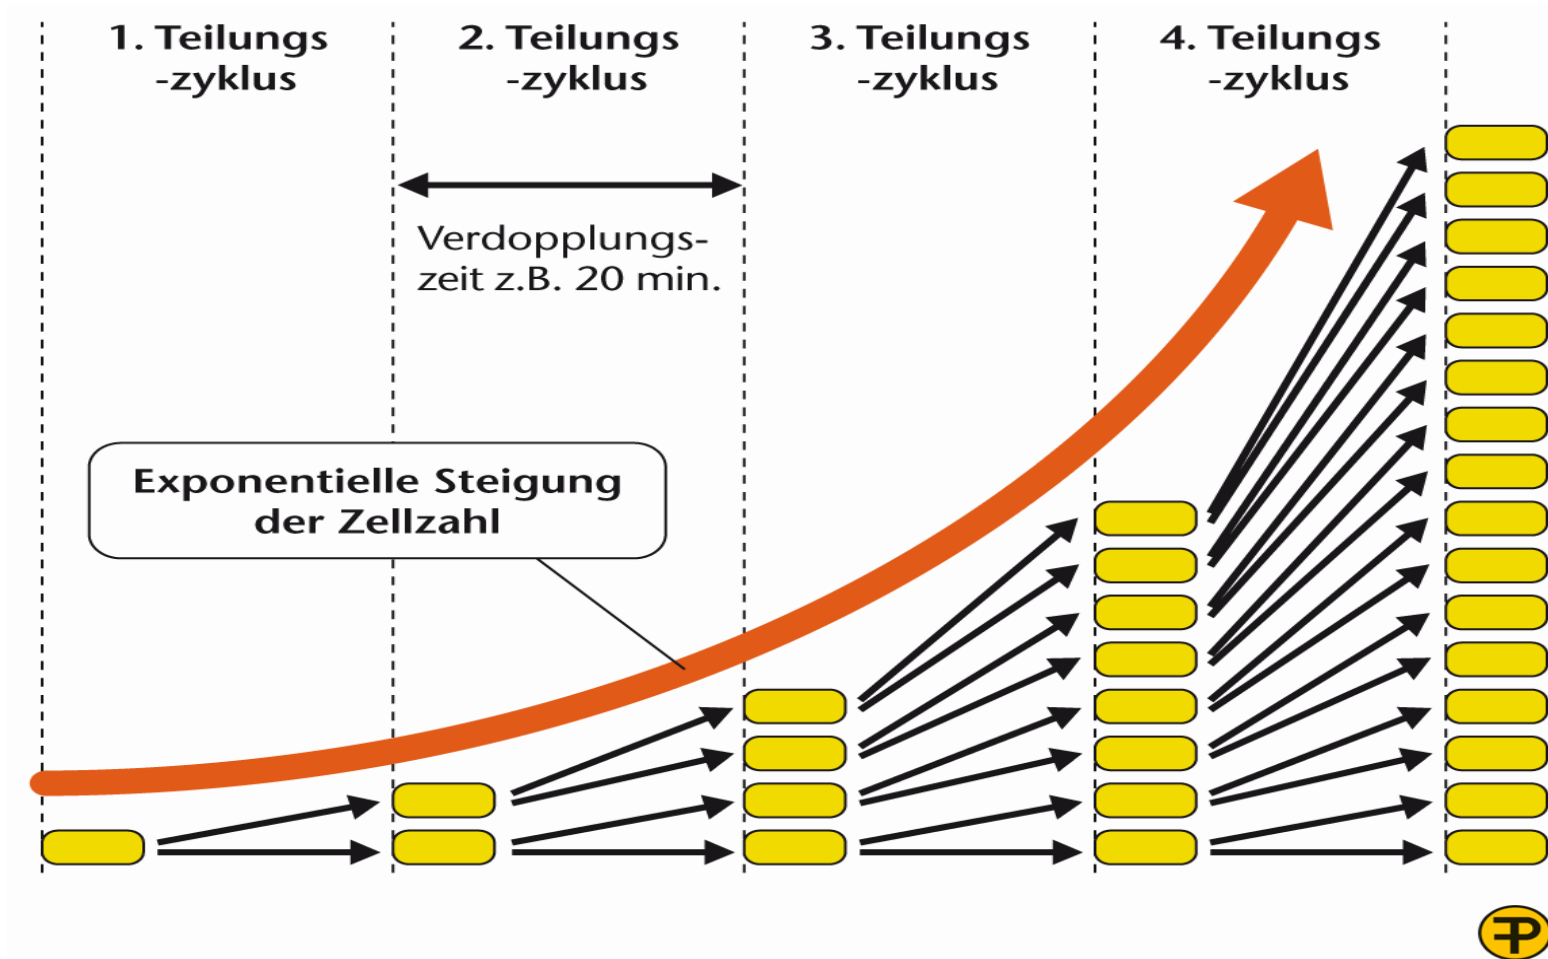 1. Teilungs
-zyklus
2. Teilungs
-zyklus
3. Teilungs
-zyklus
4. Teilungs
-zyklus
Verdopplungs-
zeit z.B. 20 min.
Exponentielle Steigung
der Zellzahl